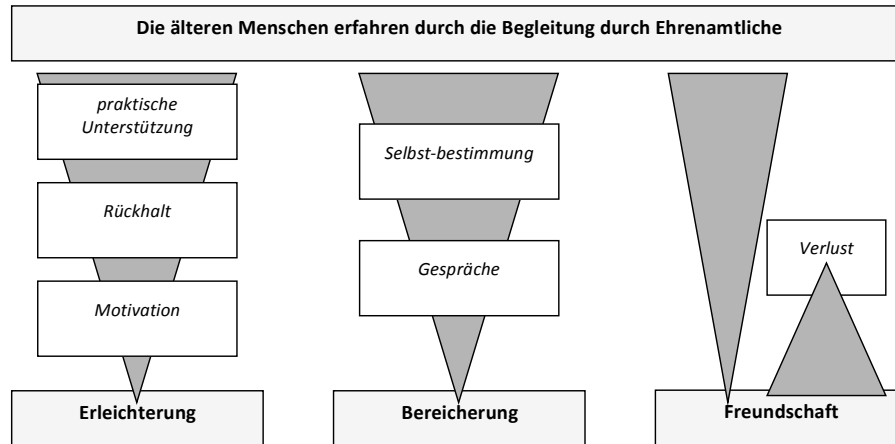 Die älteren Menschen erfahren durch die Begleitung durch Ehrenamtliche
praktische
Unterstützung
Rückhalt
Motivation
Erleichterung
Selbst-bestimmung
Gespräche
Bereicherung
Verlust
Freundschaft